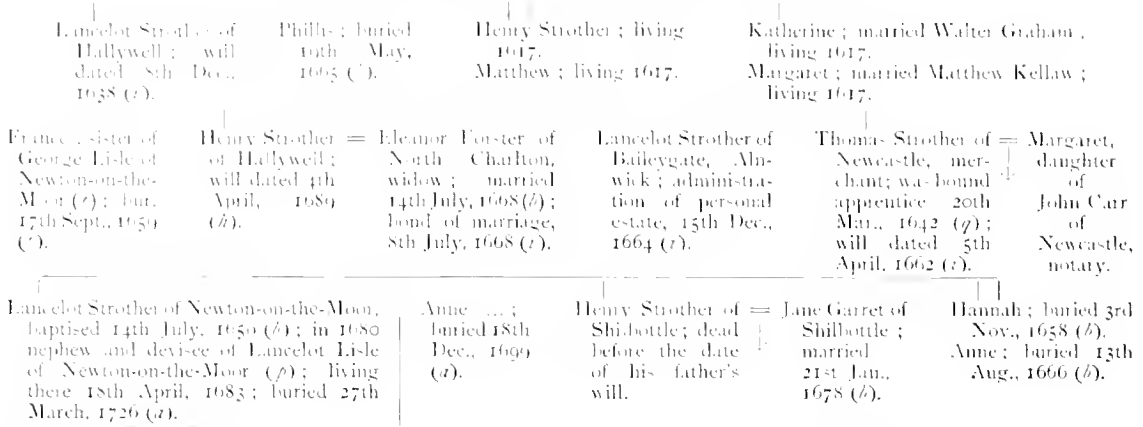 Lancelot Strother of
Hallywell; will
dated 8th Dec.,
1638 (t).
Phillis; buried
19th May,
1665 ( ).
Henry Strother; living
1617.
Matthew; living 1617.
Katherine; married Walter Graham,
living 1617.
Margaret; married Matthew Kellaw;
living 1617.
Frances, sister of
George Lisle of
Newton-on-the-
Moor ( ); bur.
17th Sept., 1659
( ).
Henry Strother =
of Hallywell;
will dated 4th
April, 1689
(h).
Eleanor Forster of
North Charlton,
widow; married
14th July, 1668 (b);
bond of marriage,
8th July, 1668 (t).
Lancelot Strother of
Baileygate, Aln-
wick; administra-
tion of personal
estate, 15th Dec.,
1664 (t).
Thomas Strother of =
Newcastle, mer-
chant; was bound
apprentice 20th
Mar., 1642 (q);
will dated 5th
April, 1662 (t).
Margaret,
daughter
of
John Carr
of
Newcastle,
notary.
Lancelot Strother of Newton-on-the-Moor,
baptised 14th July, 1650 (b); in 1680
nephew and devisee of Lancelot Lisle
of Newton-on-the-Moor (p); living
there 18th April, 1683; buried 27th
March, 1726 (a).
Anne ...;
buried 18th
Dec., 1699
(a).
Henry Strother of =
Shilbottle; dead
before the date
of his father's
will.
Jane Garret of
Shilbottle;
married
21st Jan.,
1678 (b).
Hannah; buried 3rd
Nov., 1658 (b).
Anne; buried 13th
Aug., 1666 (b).